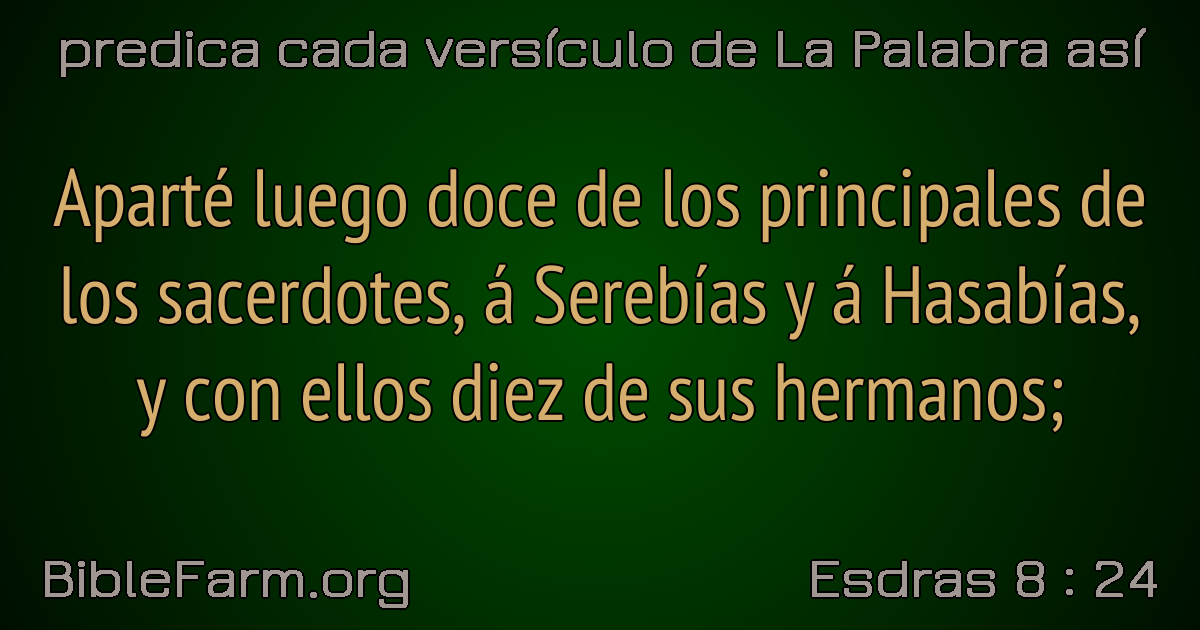 predica cada versículo de La Palabra así
Aparté luego doce de los principales de
los sacerdotes, á Serebías y á Hasabías,
y con ellos diez de sus hermanos;
BibleFarm.org
Esdras 8 : 24